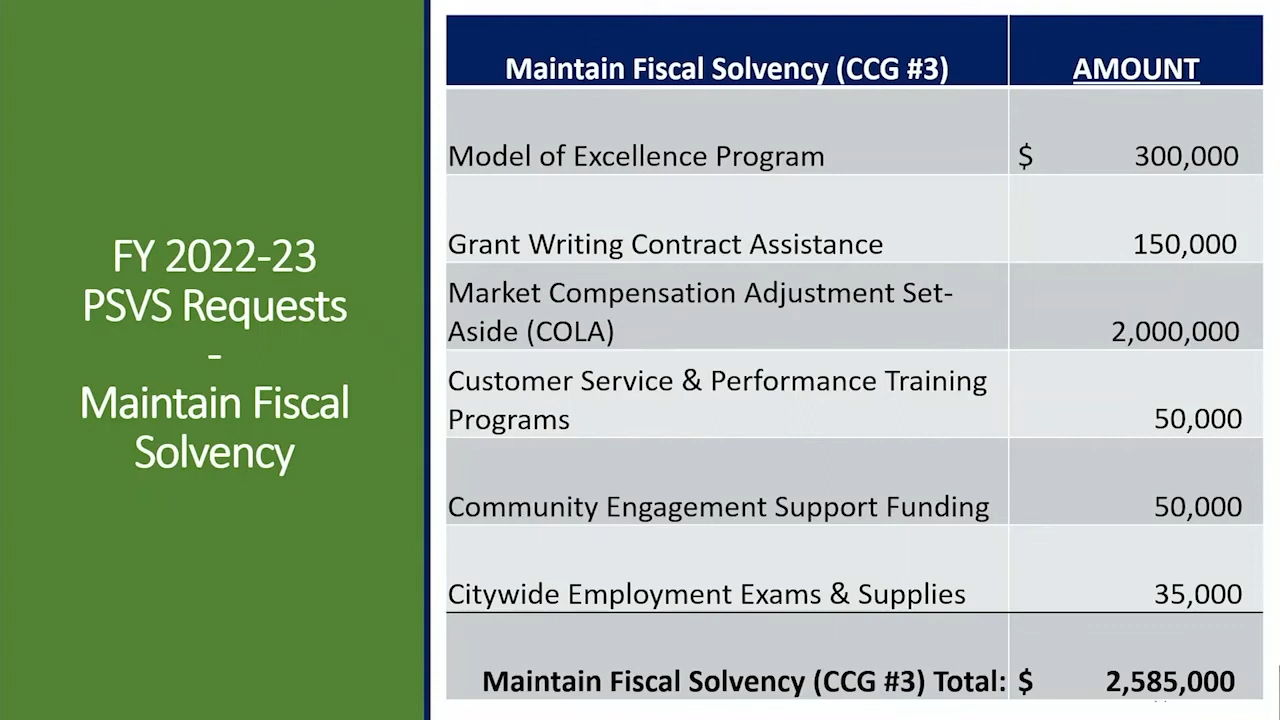 FY 2022-23
PSVS Requests
-
Maintain Fiscal
Solvency
Maintain Fiscal Solvency (CCG #3) AMOUNT
Model of Excellence Program $ 300,000
Grant Writing Contract Assistance 150,000
Market Compensation Adjustment Set-
Aside (COLA) 2,000,000
Customer Service & Performance Training
Programs 50,000
Community Engagement Support Funding 50,000
Citywide Employment Exams & Supplies 35,000
Maintain Fiscal Solvency (CCG #3) Total: $ 2,585,000